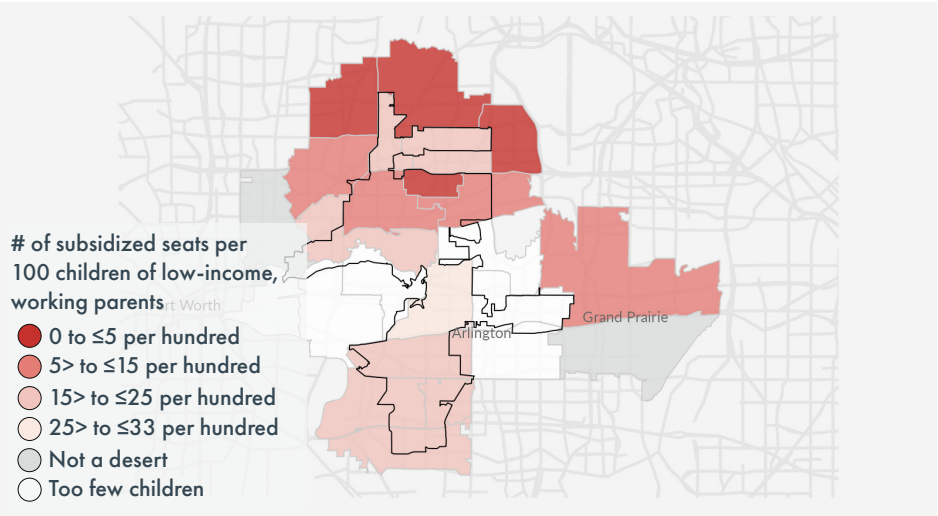 # of subsidized seats per
100 children of low-income,
working parents
0 to ≤5 per hundred
5> to ≤15 per hundred
15> to ≤25 per hundred
25> to ≤33 per hundred
Not a desert
Too few children
rt Worth
Grand Prairie
Arlington